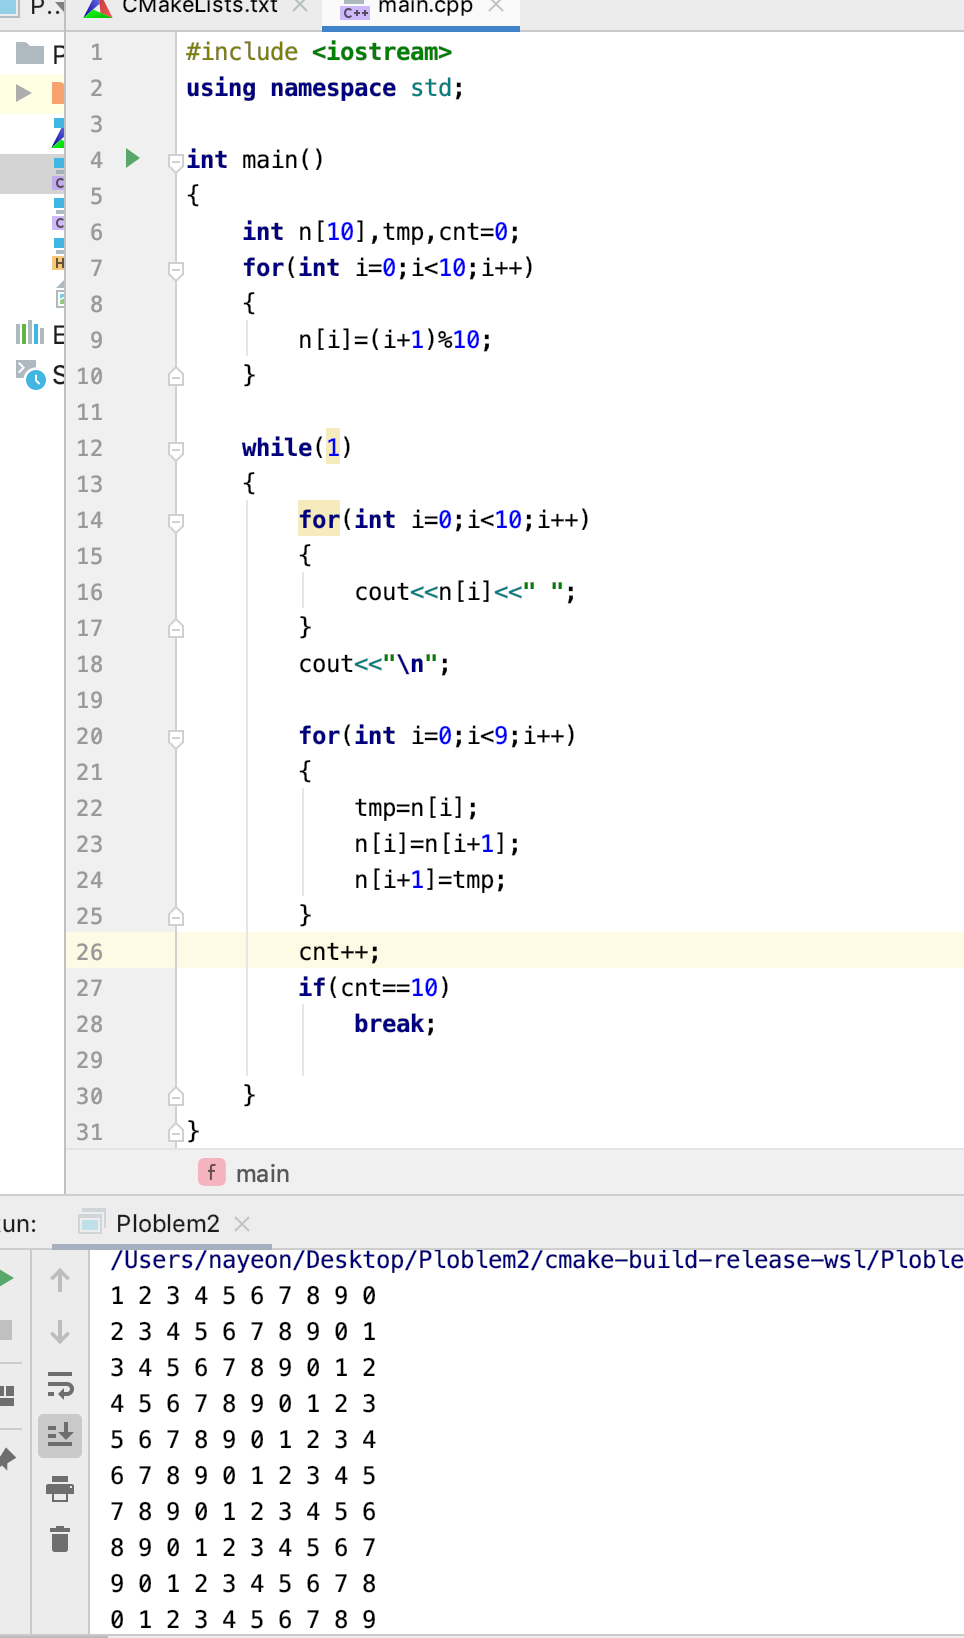 P..
CMakeLists.txt
C++ main.cpp
1 #include <iostream>
2 using namespace std;
3
4 int main()
5 {
6     int n[10],tmp,cnt=0;
7     for(int i=0;i<10;i++)
8     {
9         n[i]=(i+1)%10;
10     }
11
12     while(1)
13     {
14         for(int i=0;i<10;i++)
15         {
16             cout<<n[i]<<" ";
17         }
18         cout<<"\n";
19
20         for(int i=0;i<9;i++)
21         {
22             tmp=n[i];
23             n[i]=n[i+1];
24             n[i+1]=tmp;
25         }
26         cnt++;
27         if(cnt==10)
28             break;
29
30     }
31 }
P
C
C
H
E
S
f main
un: Ploblem2
/Users/nayeon/Desktop/Ploblem2/cmake-build-release-wsl/Ploble
1 2 3 4 5 6 7 8 9 0
2 3 4 5 6 7 8 9 0 1
3 4 5 6 7 8 9 0 1 2
4 5 6 7 8 9 0 1 2 3
5 6 7 8 9 0 1 2 3 4
6 7 8 9 0 1 2 3 4 5
7 8 9 0 1 2 3 4 5 6
8 9 0 1 2 3 4 5 6 7
9 0 1 2 3 4 5 6 7 8
0 1 2 3 4 5 6 7 8 9